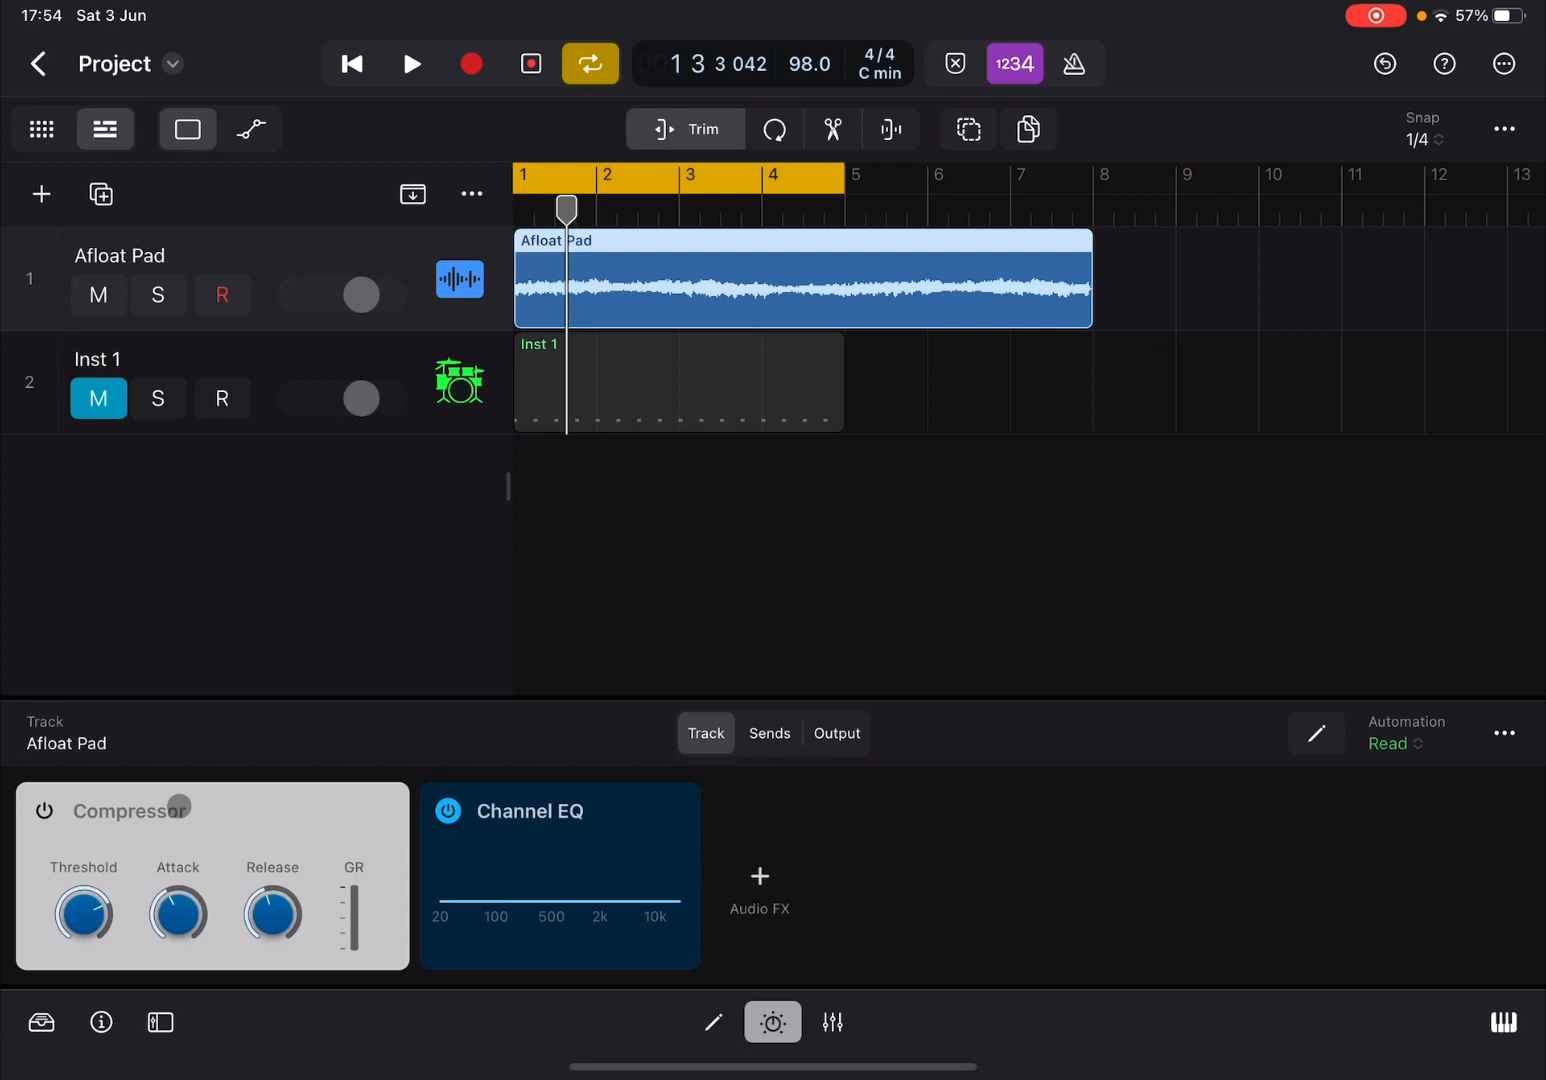 17:54 Sat 3 Jun
57%
Project
1 3 3 042 98.0 4/4
C min
1234
Trim
Snap
1/4
1 2 3 4 5 6 7 8 9 10 11 12 13
1
Afloat Pad
M S R
Afloat Pad
2
Inst 1
M S R
Inst 1
Track
Afloat Pad
Track Sends Output
Automation
Read
Compressor
Threshold Attack Release GR
Channel EQ
20 100 500 2k 10k
Audio FX